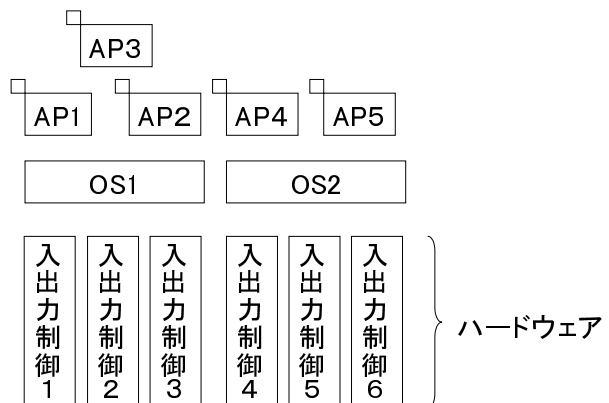 AP3
AP1
AP2
AP4
AP5
OS1
OS2
入出力制御1
入出力制御2
入出力制御3
入出力制御4
入出力制御5
入出力制御6
ハードウェア